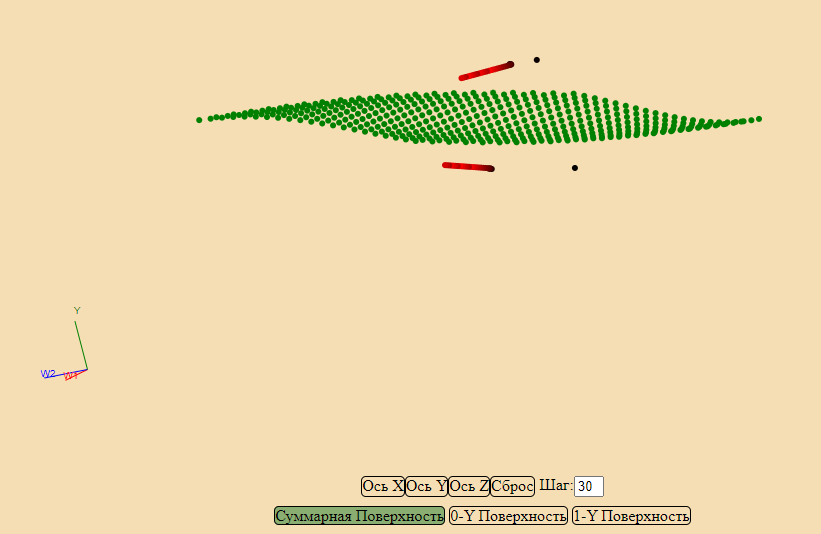 Y
W2 W1
Ось X Ось Y Ось Z Сброс Шаг: 30
Суммарная Поверхность 0-Y Поверхность 1-Y Поверхность